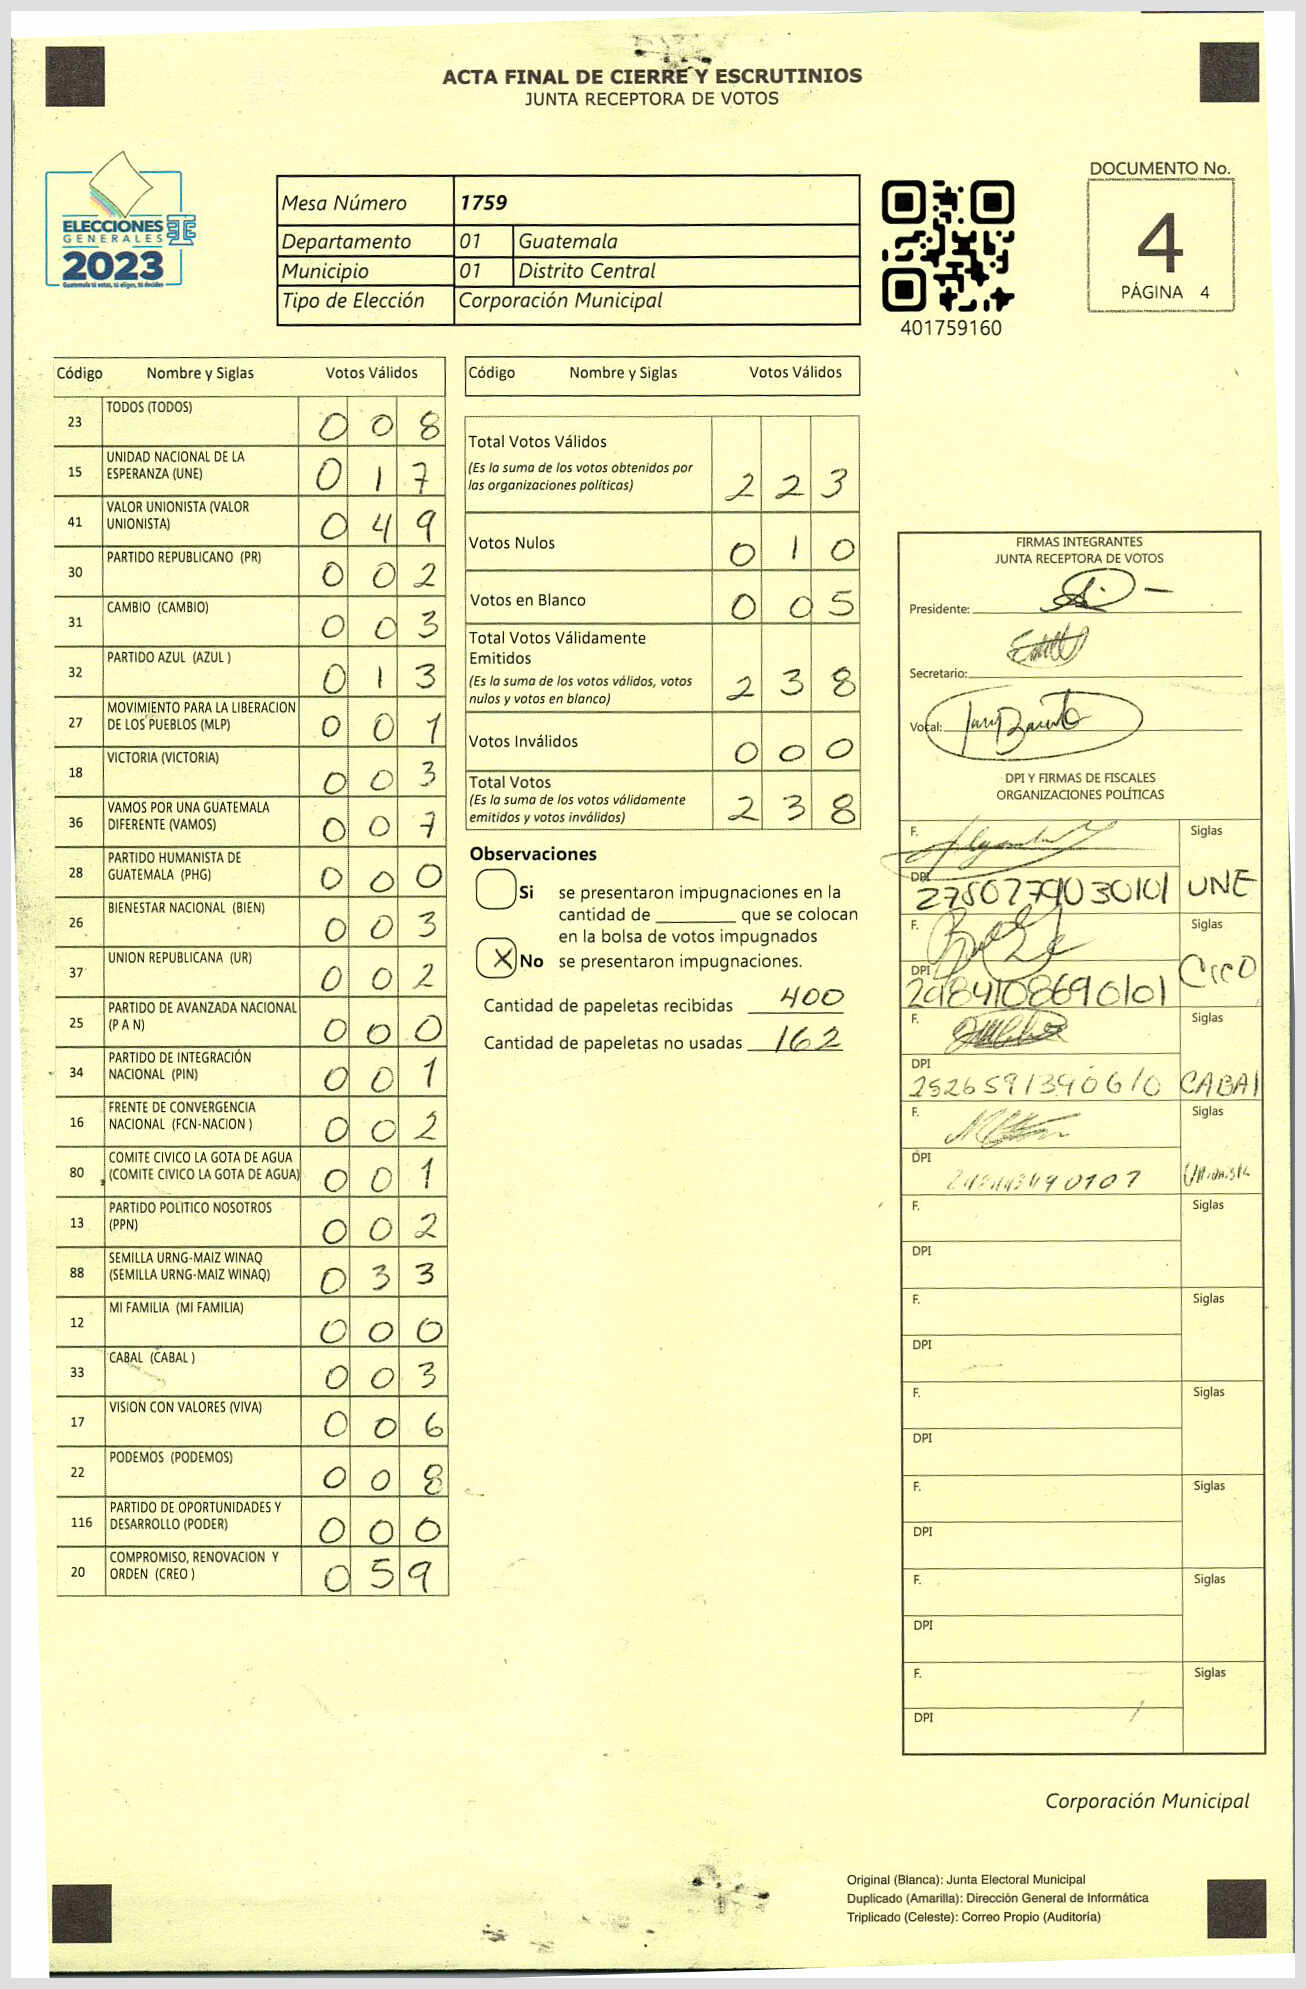 ACTA FINAL DE CIERRE Y ESCRUTINIOS
JUNTA RECEPTORA DE VOTOS
ELECCIONES
GENERALES
2023
Guatemala tú votas, tú eliges, tú decides
Mesa Número 1759
Departamento 01 Guatemala
Municipio 01 Distrito Central
Tipo de Elección Corporación Municipal
401759160
DOCUMENTO No.
4
PÁGINA 4
Código Nombre y Siglas Votos Válidos
23 TODOS (TODOS) 0 0 8
15 UNIDAD NACIONAL DE LA
ESPERANZA (UNE) 0 1 7
41 VALOR UNIONISTA (VALOR
UNIONISTA) 0 4 9
30 PARTIDO REPUBLICANO (PR) 0 0 2
31 CAMBIO (CAMBIO) 0 0 3
32 PARTIDO AZUL (AZUL ) 0 1 3
27 MOVIMIENTO PARA LA LIBERACION
DE LOS PUEBLOS (MLP) 0 0 1
18 VICTORIA (VICTORIA) 0 0 3
36 VAMOS POR UNA GUATEMALA
DIFERENTE (VAMOS) 0 0 7
28 PARTIDO HUMANISTA DE
GUATEMALA (PHG) 0 0 0
26 BIENESTAR NACIONAL (BIEN) 0 0 3
37 UNION REPUBLICANA (UR) 0 0 2
25 PARTIDO DE AVANZADA NACIONAL
(P A N) 0 0 0
34 PARTIDO DE INTEGRACIÓN
NACIONAL (PIN) 0 0 1
16 FRENTE DE CONVERGENCIA
NACIONAL (FCN-NACION ) 0 0 2
80 COMITE CIVICO LA GOTA DE AGUA
(COMITE CIVICO LA GOTA DE AGUA) 0 0 1
13 PARTIDO POLITICO NOSOTROS
(PPN) 0 0 2
88 SEMILLA URNG-MAIZ WINAQ
(SEMILLA URNG-MAIZ WINAQ) 0 3 3
12 MI FAMILIA (MI FAMILIA) 0 0 0
33 CABAL (CABAL ) 0 0 3
17 VISION CON VALORES (VIVA) 0 0 6
22 PODEMOS (PODEMOS) 0 0 8
116 PARTIDO DE OPORTUNIDADES Y
DESARROLLO (PODER) 0 0 0
20 COMPROMISO, RENOVACION Y
ORDEN (CREO ) 0 5 9
Código Nombre y Siglas Votos Válidos
Total Votos Válidos
(Es la suma de los votos obtenidos por
las organizaciones políticas) 2 2 3
Votos Nulos 0 1 0
Votos en Blanco 0 0 5
Total Votos Válidamente
Emitidos
(Es la suma de los votos válidos, votos
nulos y votos en blanco) 2 3 8
Votos Inválidos 0 0 0
Total Votos
(Es la suma de los votos válidamente
emitidos y votos inválidos) 2 3 8
Observaciones
Si se presentaron impugnaciones en la
cantidad de ________ que se colocan
en la bolsa de votos impugnados
X No se presentaron impugnaciones.
Cantidad de papeletas recibidas 400
Cantidad de papeletas no usadas 162
FIRMAS INTEGRANTES
JUNTA RECEPTORA DE VOTOS
Presidente:
Secretario:
Vocal:
DPI Y FIRMAS DE FISCALES
ORGANIZACIONES POLÍTICAS
F. Siglas
DPI 27502779030101 UNE
F. Siglas
DPI 2984108690101
F. Siglas
DPI 2526591390610 CABAL
F. Siglas
DPI
F. Siglas
DPI
F. Siglas
DPI
F. Siglas
DPI
F. Siglas
DPI
F. Siglas
DPI
F. Siglas
DPI
Corporación Municipal
Original (Blanca): Junta Electoral Municipal
Duplicado (Amarilla): Dirección General de Informática
Triplicado (Celeste): Correo Propio (Auditoría)